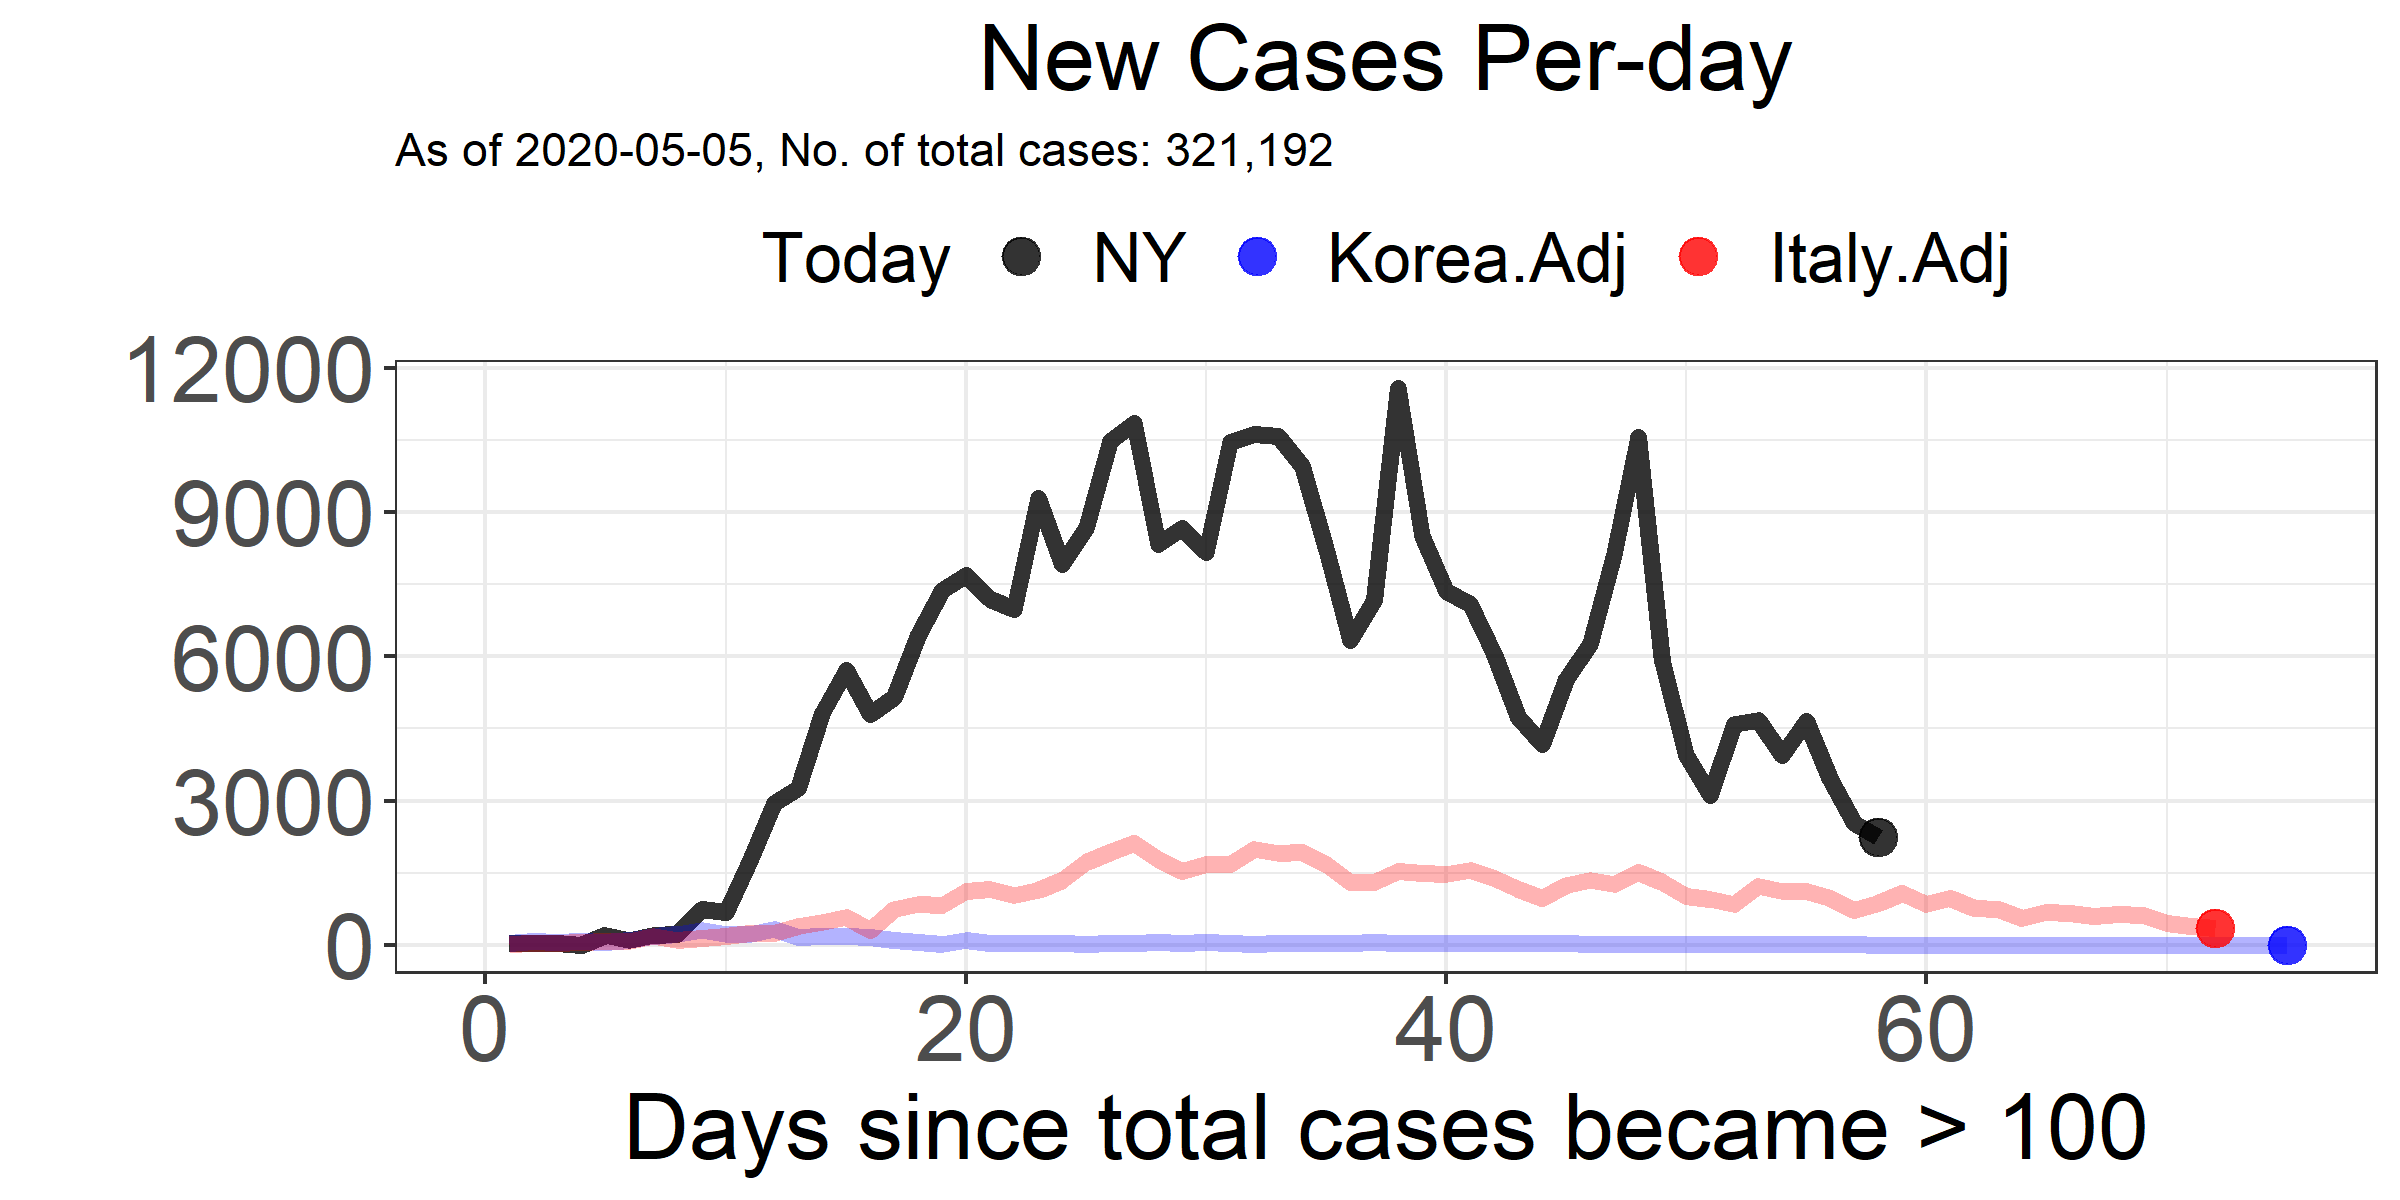 New Cases Per-day
As of 2020-05-05, No. of total cases: 321,192
Today NY Korea.Adj Italy.Adj
12000
9000
6000
3000
0
0 20 40 60
Days since total cases became > 100